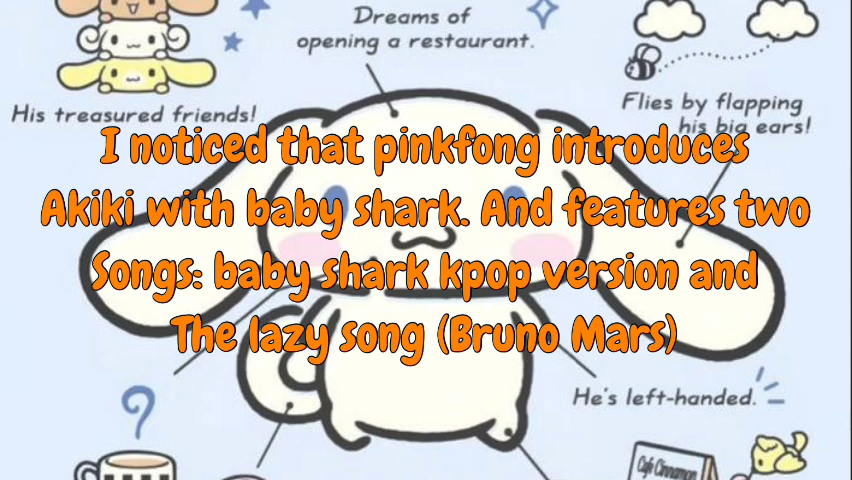 Dreams of
opening a restaurant.
His treasured friends!
Flies by flapping
his big ears!
I noticed that pinkfong introduces
Akiki with baby shark. And features two
Songs: baby shark kpop version and
The lazy song (Bruno Mars)
He's left-handed.
?
Cafe Cinnamon